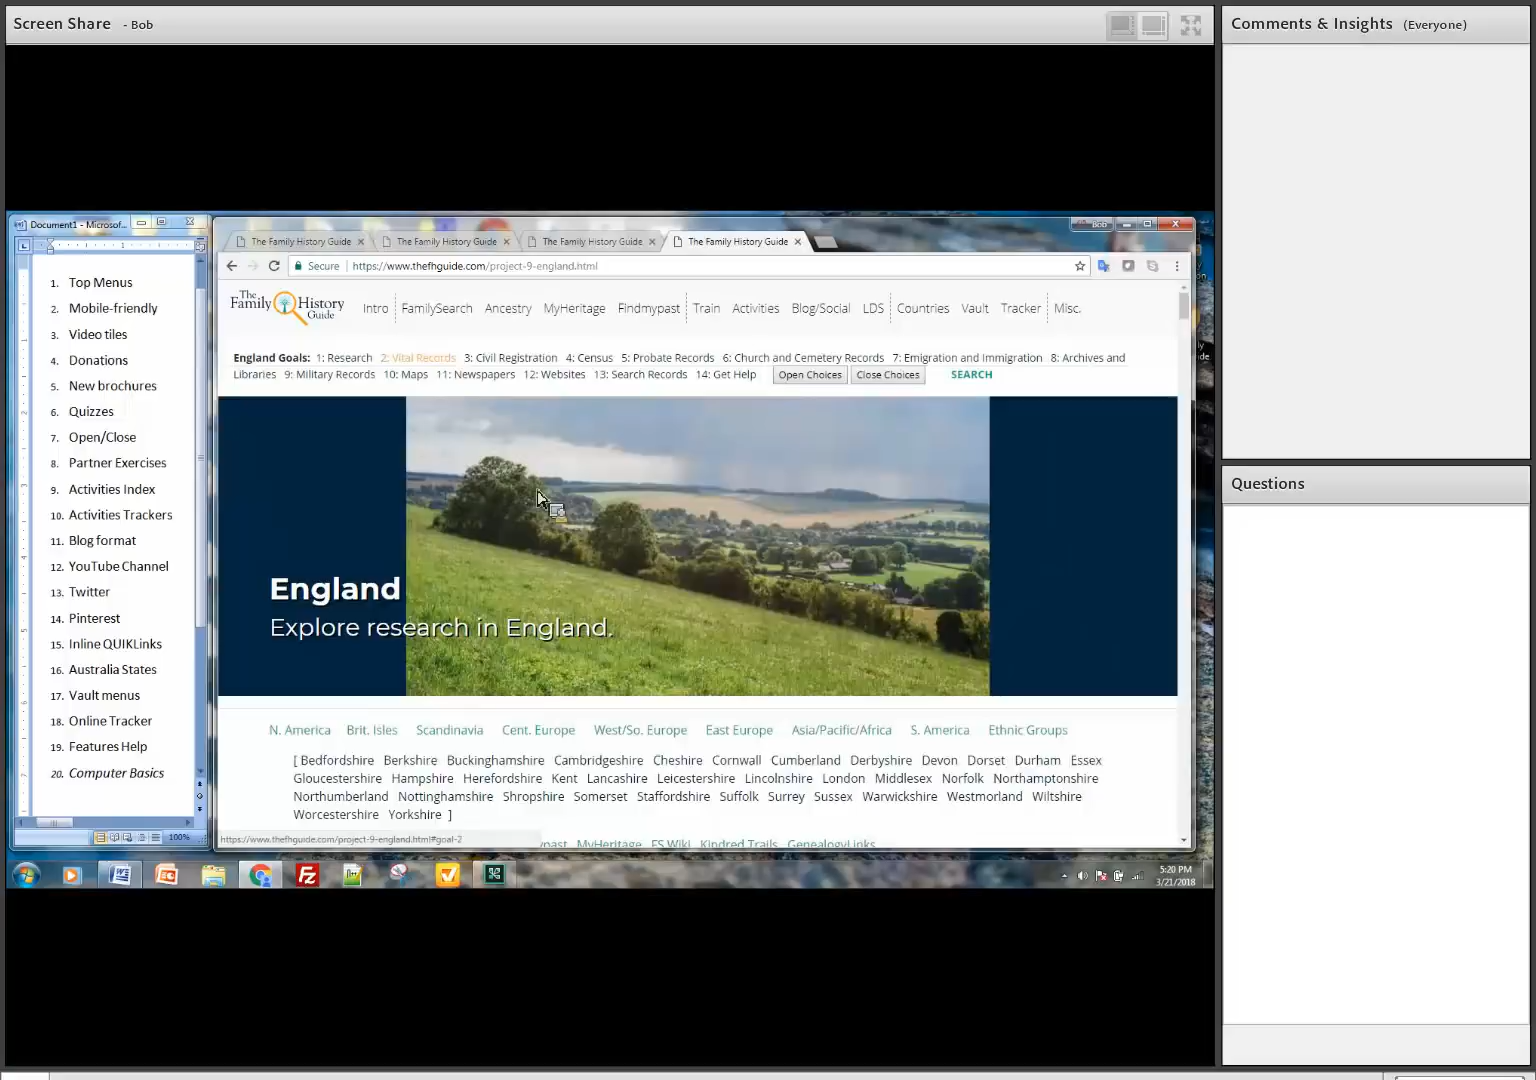 Screen Share - Bob
Comments & Insights (Everyone)
Questions
Document1 - Microsof...
1. Top Menus
2. Mobile-friendly
3. Video tiles
4. Donations
5. New brochures
6. Quizzes
7. Open/Close
8. Partner Exercises
9. Activities Index
10. Activities Trackers
11. Blog format
12. YouTube Channel
13. Twitter
14. Pinterest
15. Inline QUIKLinks
16. Australia States
17. Vault menus
18. Online Tracker
19. Features Help
20. Computer Basics
100%
Bob
The Family History Guide
The Family History Guide
The Family History Guide
The Family History Guide
Secure https://www.thefhguide.com/project-9-england.html
The Family History Guide
Intro FamilySearch Ancestry MyHeritage Findmypast Train Activities Blog/Social LDS Countries Vault Tracker Misc.
England Goals: 1: Research 2: Vital Records 3: Civil Registration 4: Census 5: Probate Records 6: Church and Cemetery Records 7: Emigration and Immigration 8: Archives and
Libraries 9: Military Records 10: Maps 11: Newspapers 12: Websites 13: Search Records 14: Get Help Open Choices Close Choices SEARCH
England
Explore research in England.
N. America Brit. Isles Scandinavia Cent. Europe West/So. Europe East Europe Asia/Pacific/Africa S. America Ethnic Groups
[ Bedfordshire Berkshire Buckinghamshire Cambridgeshire Cheshire Cornwall Cumberland Derbyshire Devon Dorset Durham Essex
Gloucestershire Hampshire Herefordshire Kent Lancashire Leicestershire Lincolnshire London Middlesex Norfolk Northamptonshire
Northumberland Nottinghamshire Shropshire Somerset Staffordshire Suffolk Surrey Sussex Warwickshire Westmorland Wiltshire
Worcestershire Yorkshire ]
https://www.thefhguide.com/project-9-england.html#goal-2
MyHeritage FS Wiki Kindred Trails GenealogyLinks
5:20 PM
3/21/2018